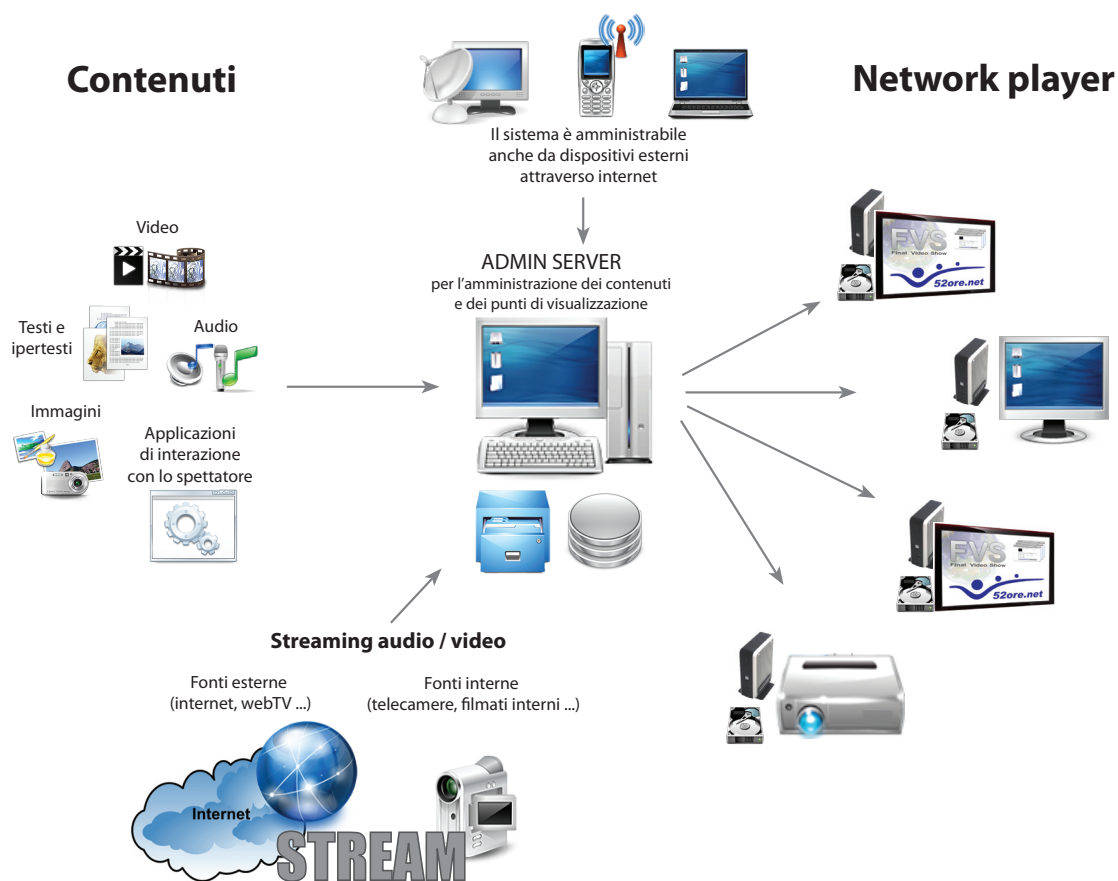 Contenuti
Network player
Il sistema è amministrabile
anche da dispositivi esterni
attraverso internet
Video
Testi e
ipertesti
Audio
Immagini
Applicazioni
di interazione
con lo spettatore
ADMIN SERVER
per l'amministrazione dei contenuti
e dei punti di visualizzazione
FVS
Final Video Show
52ore.net
FVS
Final Video Show
52ore.net
Streaming audio / video
Fonti esterne
(internet, webTV ...)
Fonti interne
(telecamere, filmati interni ...)
Internet
STREAM